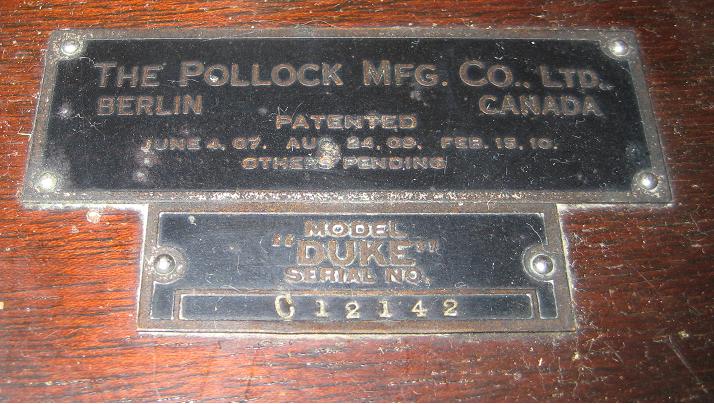 THE POLLOCK MFG. CO., LTD.
BERLIN CANADA
PATENTED
JUNE 4, 07. AUG 24, 09. FEB. 15, 10.
OTHERS PENDING
MODEL
"DUKE"
SERIAL NO.
C12142